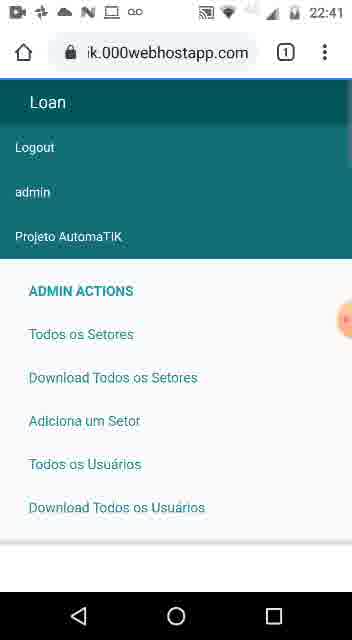 22:41
ik.000webhostapp.com
1
Loan
Logout
admin
Projeto AutomaTIK
ADMIN ACTIONS
Todos os Setores
Download Todos os Setores
Adiciona um Setor
Todos os Usuários
Download Todos os Usuários